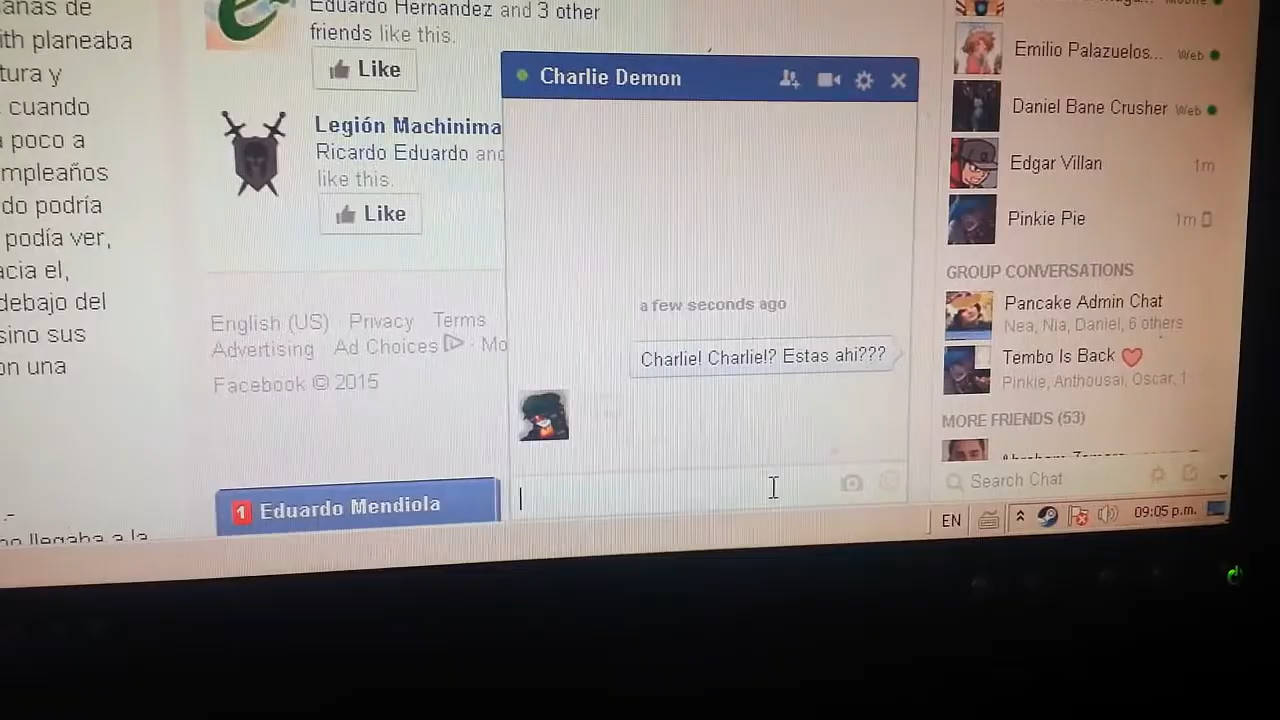 anas de
ith planeaba
tura y
cuando
poco a
mpleaños
do podría
podía ver,
acia el,
debajo del
sino sus
on una
.-
no llegaba a la
Eduardo Hernandez and 3 other
friends like this.
Like
Legión Machinima
Ricardo Eduardo and
like this.
Like
English (US) · Privacy Terms
Advertising · Ad Choices · Mo
Facebook © 2015
1 Eduardo Mendiola
Charlie Demon
a few seconds ago
Charlie! Charlie!? Estas ahi???
Mobile
Emilio Palazuelos... Web
Daniel Bane Crusher Web
Edgar Villan 1m
Pinkie Pie 1m
GROUP CONVERSATIONS
Pancake Admin Chat
Nea, Nia, Daniel, 6 others
Tembo Is Back
Pinkie, Anthousai, Oscar, 1
MORE FRIENDS (53)
Search Chat
EN 09:05 p.m.